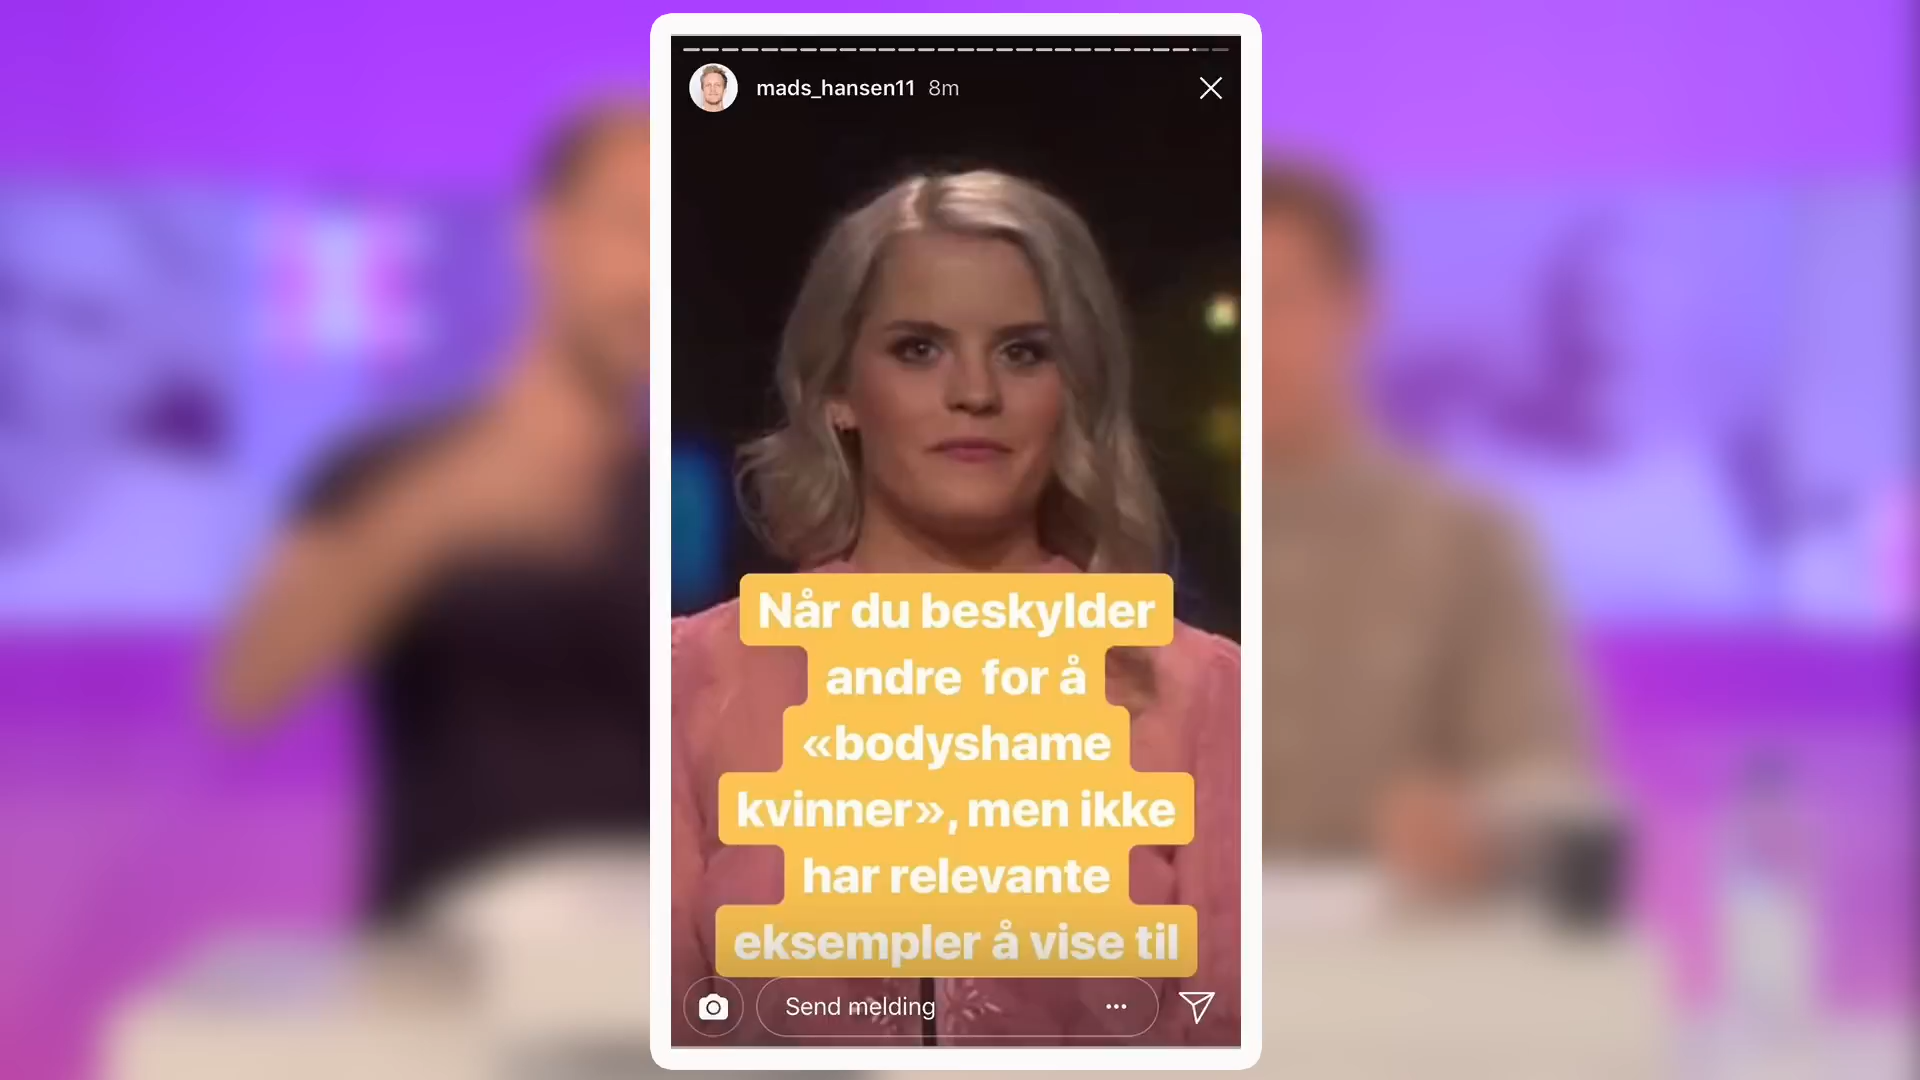 mads_hansen11 8m
Når du beskylder
andre for å
«bodyshame
kvinner», men ikke
har relevante
eksempler å vise til
Send melding